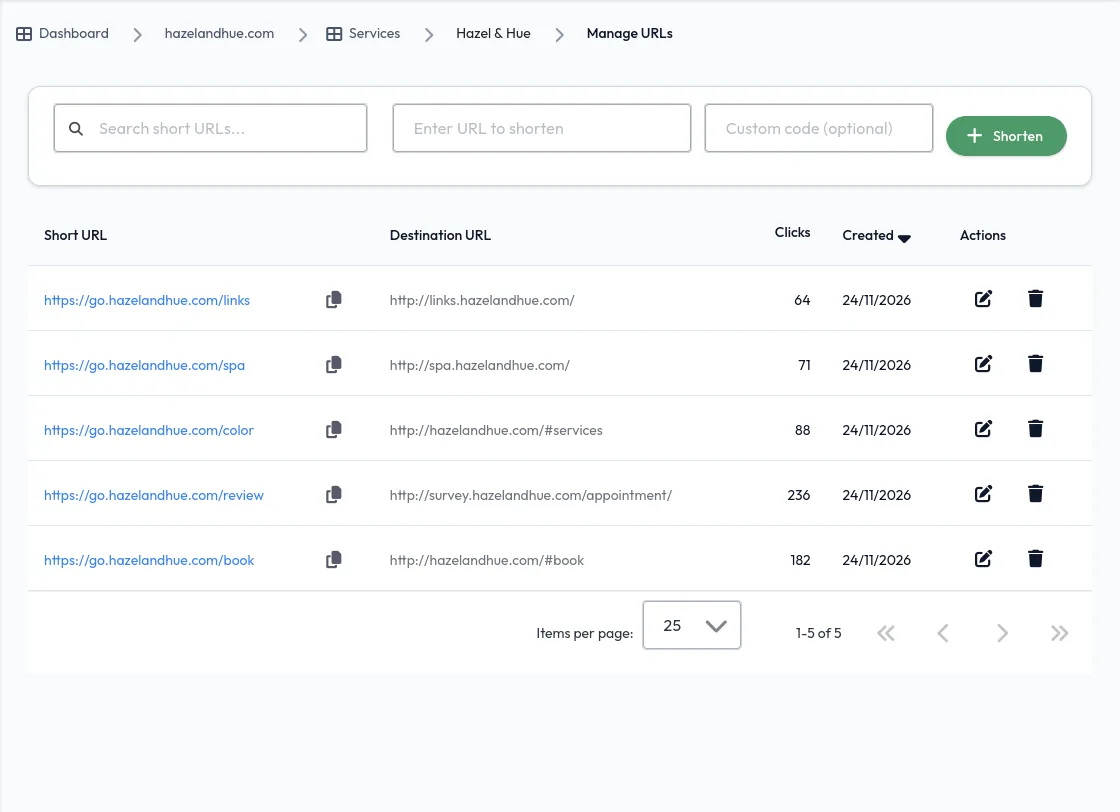 Dashboard hazelandhue.com Services Hazel & Hue Manage URLs
Search short URLs... Enter URL to shorten Custom code (optional) Shorten
Short URL Destination URL Clicks Created Actions
https://go.hazelandhue.com/links http://links.hazelandhue.com/ 64 24/11/2026
https://go.hazelandhue.com/spa http://spa.hazelandhue.com/ 71 24/11/2026
https://go.hazelandhue.com/color http://hazelandhue.com/#services 88 24/11/2026
https://go.hazelandhue.com/review http://survey.hazelandhue.com/appointment/ 236 24/11/2026
https://go.hazelandhue.com/book http://hazelandhue.com/#book 182 24/11/2026
Items per page: 25 1-5 of 5